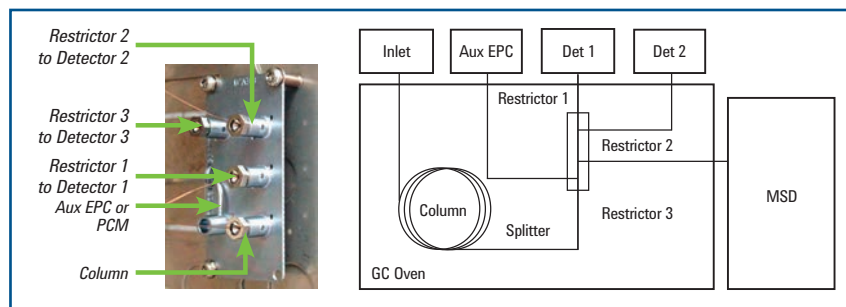 Restrictor 2
to Detector 2
Restrictor 3
to Detector 3
Restrictor 1
to Detector 1
Aux EPC or
PCM
Column
Inlet
Aux EPC
Det 1
Det 2
Restrictor 1
Restrictor 2
MSD
Column
Splitter
Restrictor 3
GC Oven